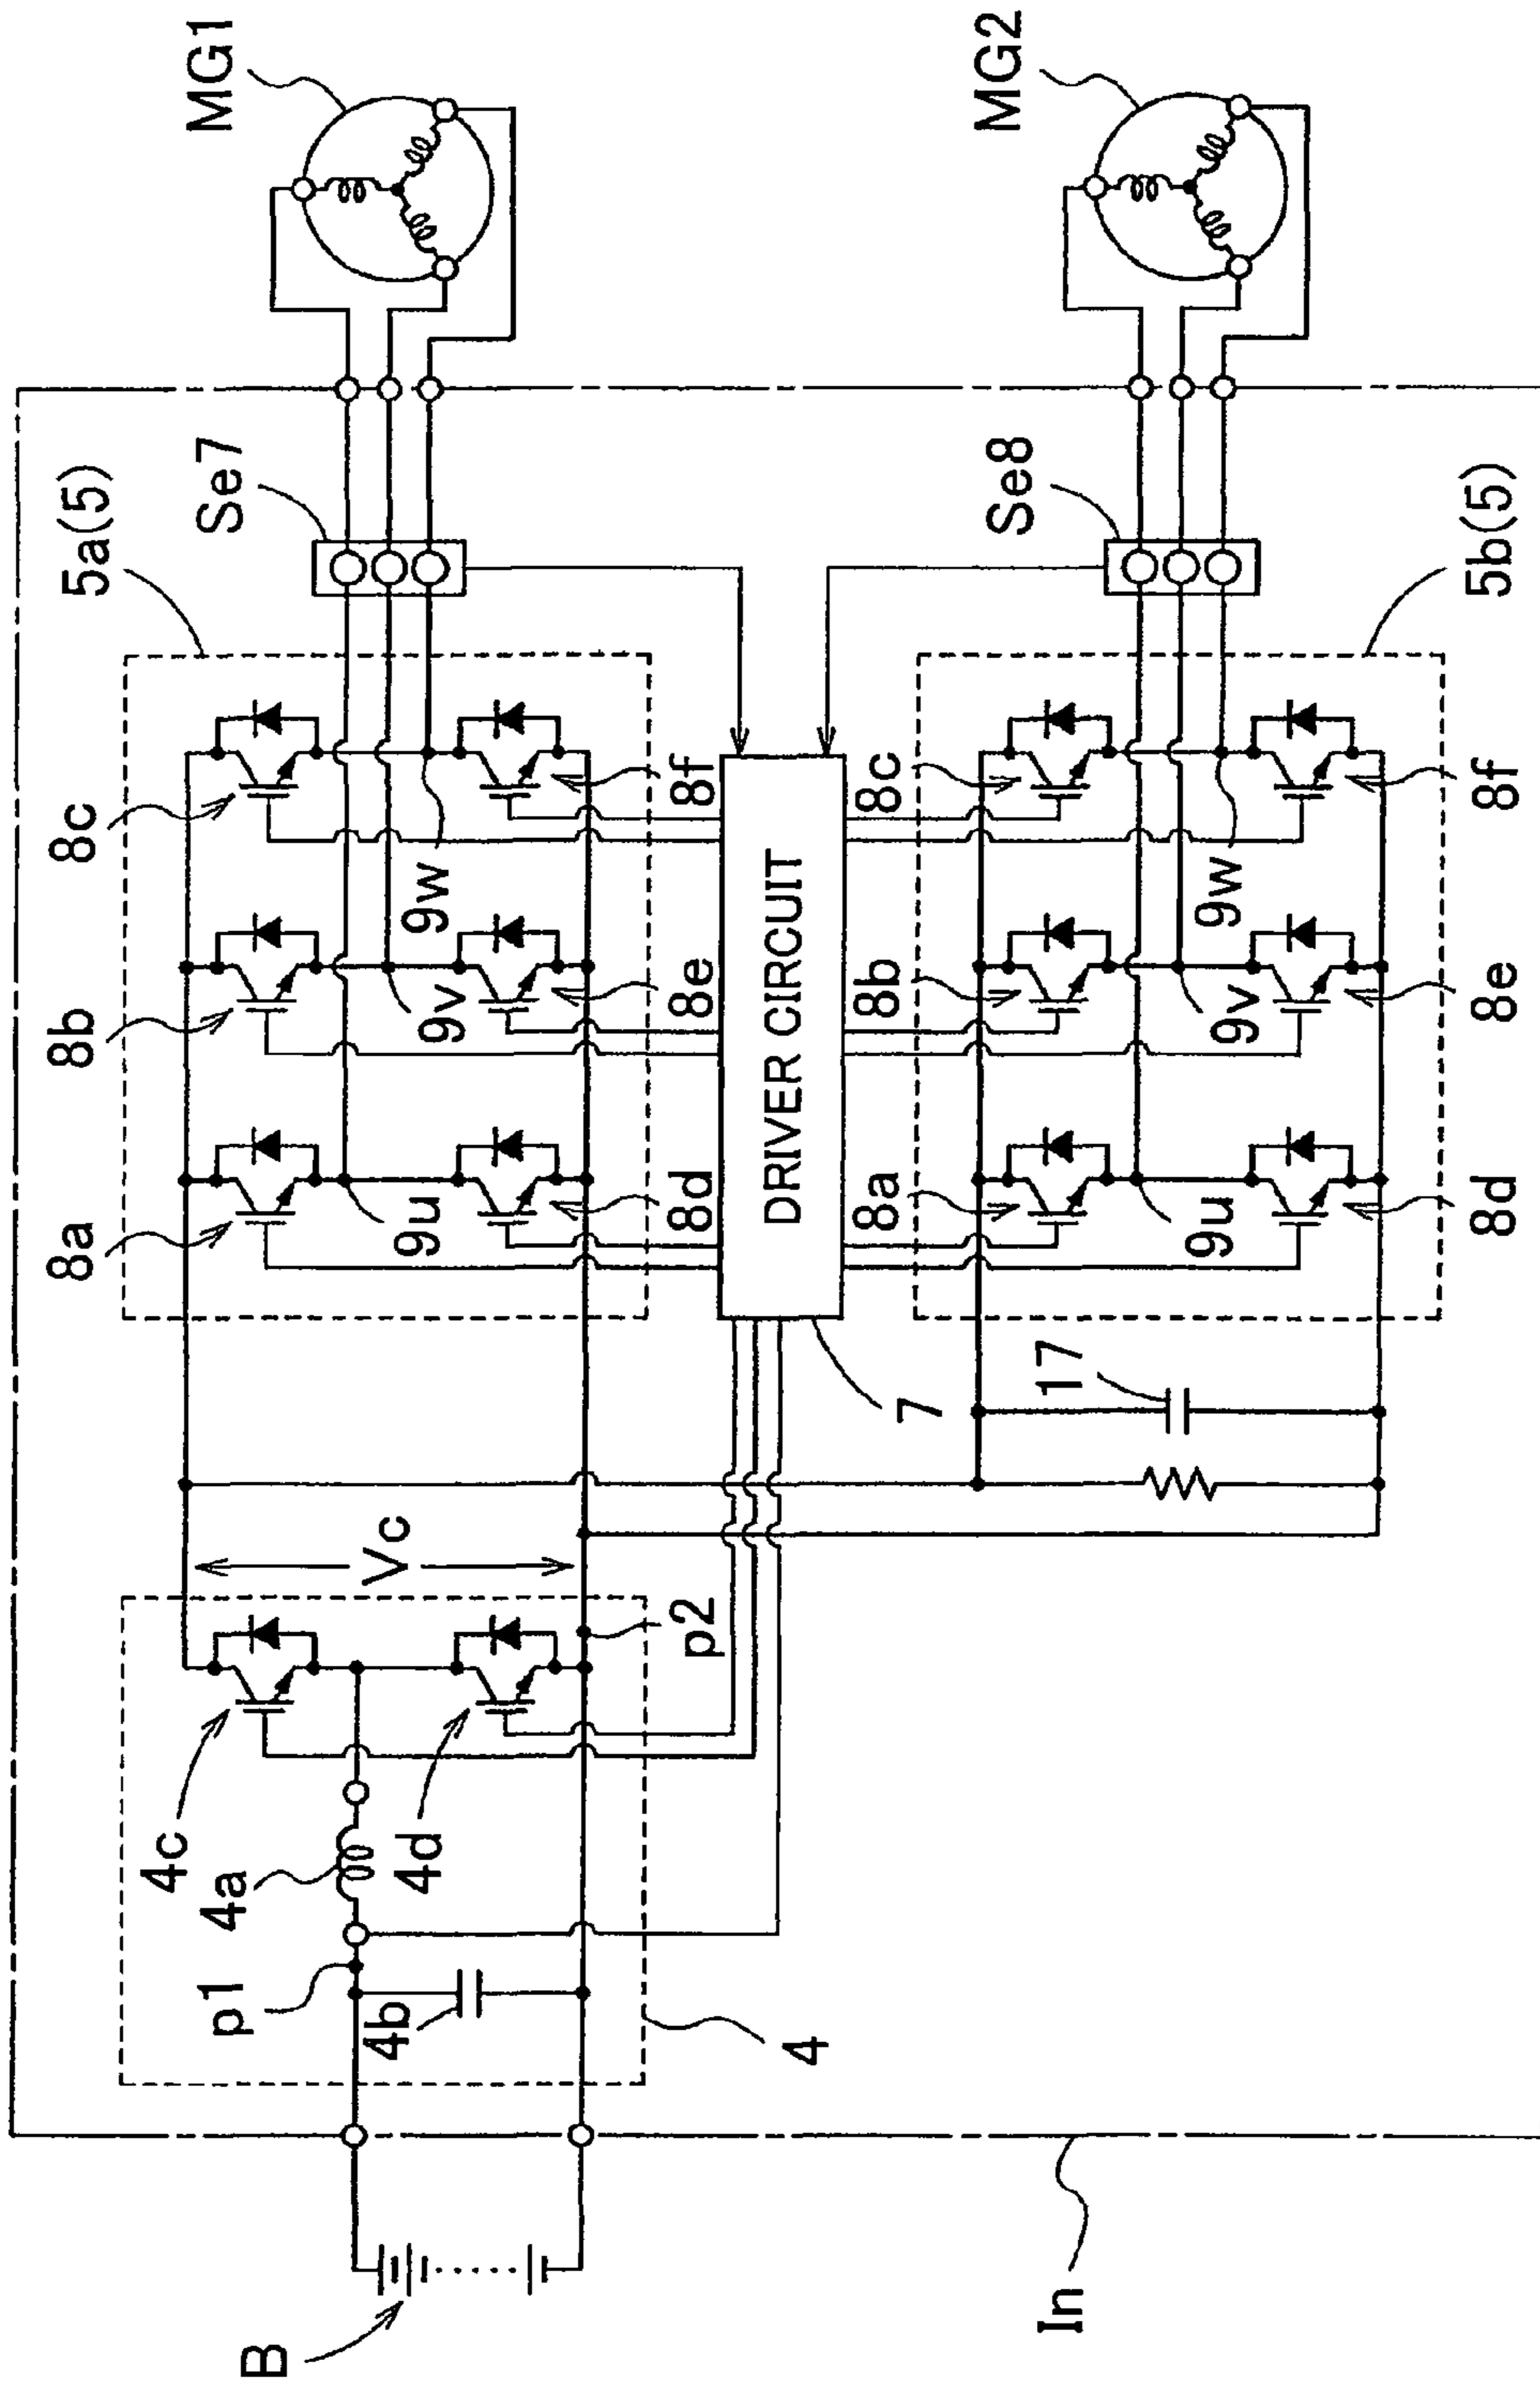 MG1
MG2
Se7
5a(5)
Se8
5b(5)
8c
8f
8c
8f
9w
9w
8b
8e
8b
8e
9v
9v
DRIVER CIRCUIT
8a
8d
8a
8d
9u
9u
7
17
Vc
p2
4c
4a
4d
p1
4b
4
B
In